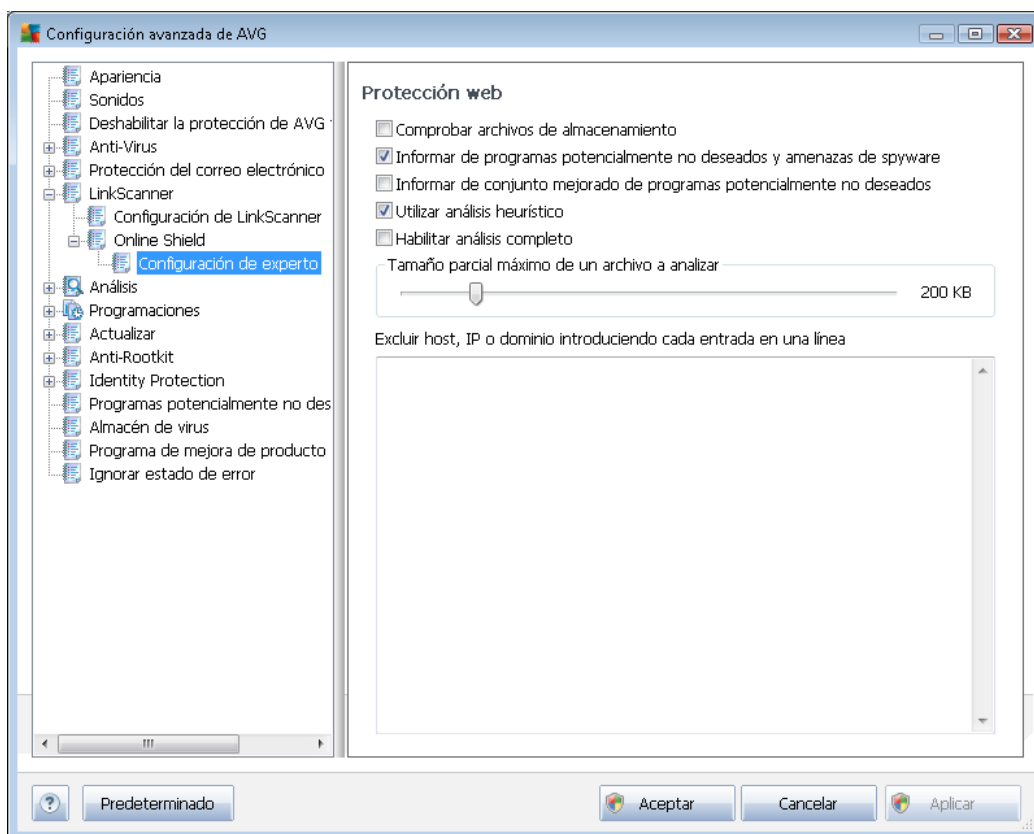 Configuración avanzada de AVG
Apariencia
Sonidos
Deshabilitar la protección de AVG
Anti-Virus
Protección del correo electrónico
LinkScanner
Configuración de LinkScanner
Online Shield
Configuración de experto
Análisis
Programaciones
Actualizar
Anti-Rootkit
Identity Protection
Programas potencialmente no des
Almacén de virus
Programa de mejora de producto
Ignorar estado de error
Protección web
Comprobar archivos de almacenamiento
Informar de programas potencialmente no deseados y amenazas de spyware
Informar de conjunto mejorado de programas potencialmente no deseados
Utilizar análisis heurístico
Habilitar análisis completo
Tamaño parcial máximo de un archivo a analizar
200 KB
Excluir host, IP o dominio introduciendo cada entrada en una línea
?
Predeterminado
Aceptar
Cancelar
Aplicar